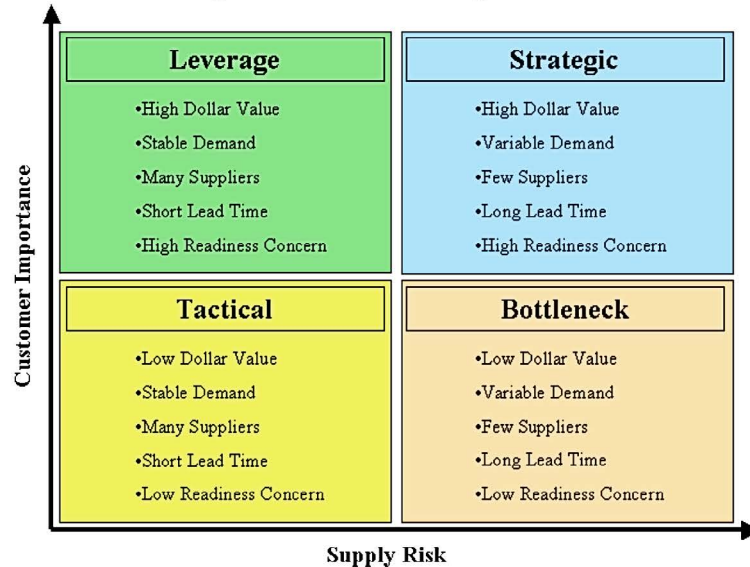 Leverage
•High Dollar Value
•Stable Demand
•Many Suppliers
•Short Lead Time
•High Readiness Concern
Strategic
•High Dollar Value
•Variable Demand
•Few Suppliers
•Long Lead Time
•High Readiness Concern
Customer Importance
Tactical
•Low Dollar Value
•Stable Demand
•Many Suppliers
•Short Lead Time
•Low Readiness Concern
Bottleneck
•Low Dollar Value
•Variable Demand
•Few Suppliers
•Long Lead Time
•Low Readiness Concern
Supply Risk